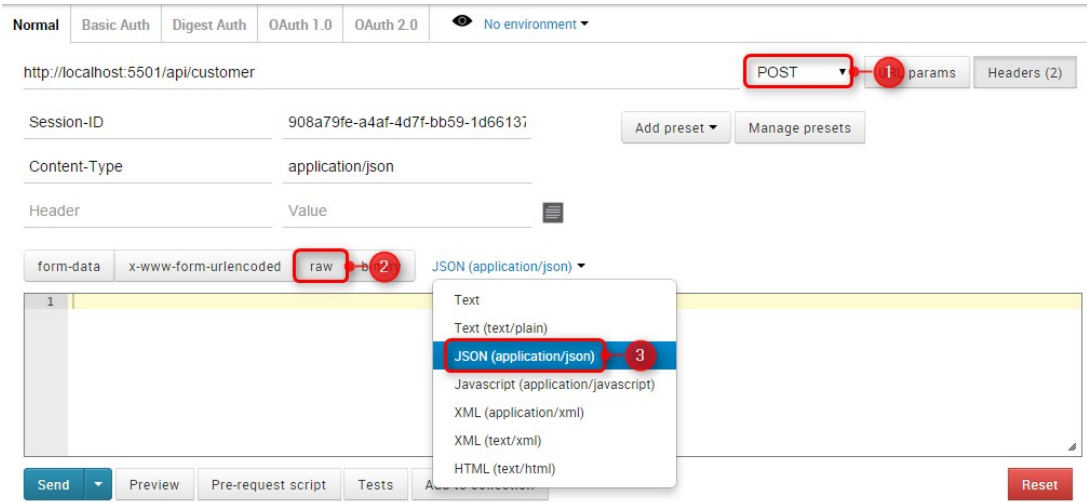 Normal Basic Auth Digest Auth OAuth 1.0 OAuth 2.0 No environment
http://localhost:5501/api/customer POST 1 params Headers (2)
Session-ID 908a79fe-a4af-4d7f-bb59-1d66137 Add preset Manage presets
Content-Type application/json
Header Value
form-data x-www-form-urlencoded raw 2 JSON (application/json)
1
Text
Text (text/plain)
JSON (application/json) 3
Javascript (application/javascript)
XML (application/xml)
XML (text/xml)
HTML (text/html)
Send Preview Pre-request script Tests Reset